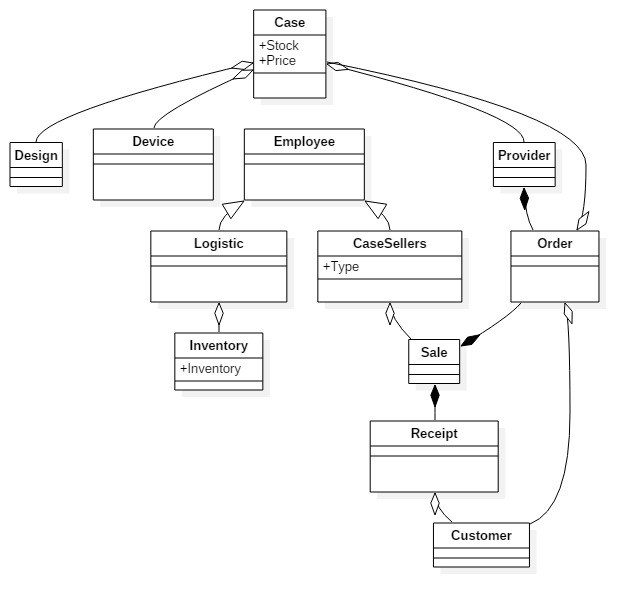 Case
+Stock
+Price
Design
Device
Employee
Provider
Logistic
CaseSellers
+Type
Order
Inventory
+Inventory
Sale
Receipt
Customer